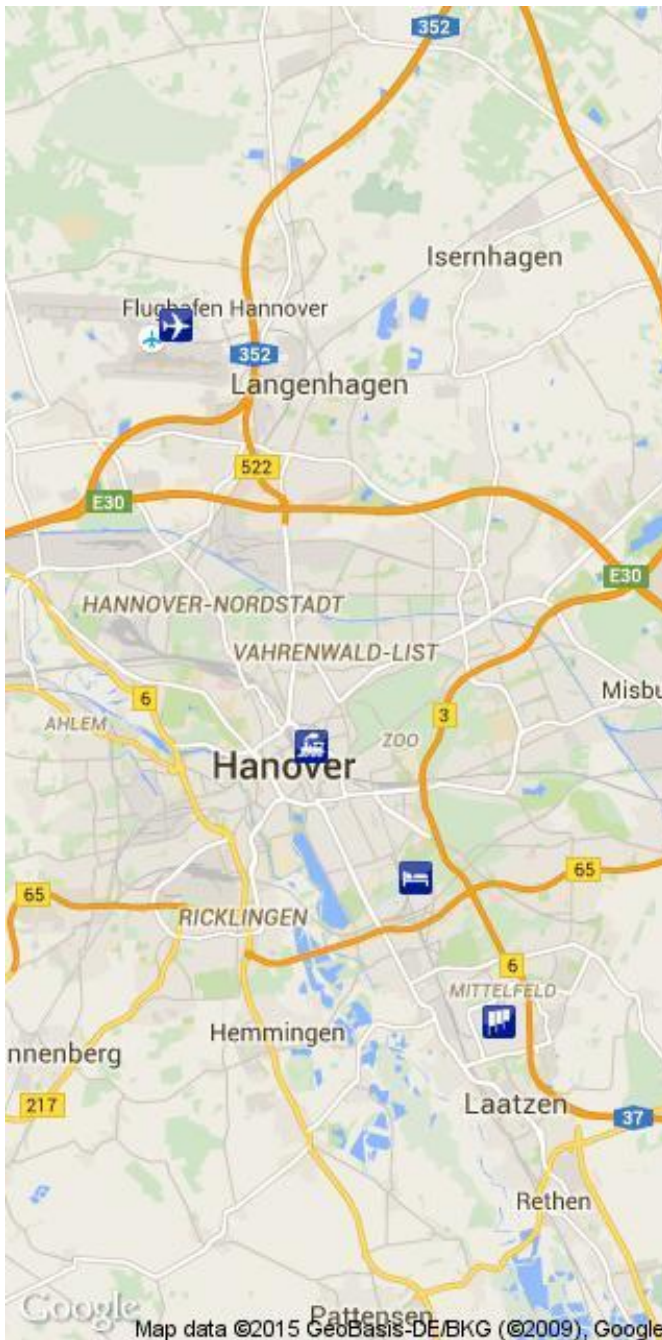 352
Isernhagen
Flughafen Hannover
352
Langenhagen
522
E30
E30
HANNOVER-NORDSTADT
VAHRENWALD-LIST
Misbu
6
3
AHLEM
ZOO
Hanover
65
65
RICKLINGEN
6
MITTELFELD
Hemmingen
nnenberg
217
Laatzen
37
Rethen
Google
Pattensen
Map data ©2015 GeoBasis-DE/BKG (©2009), Google